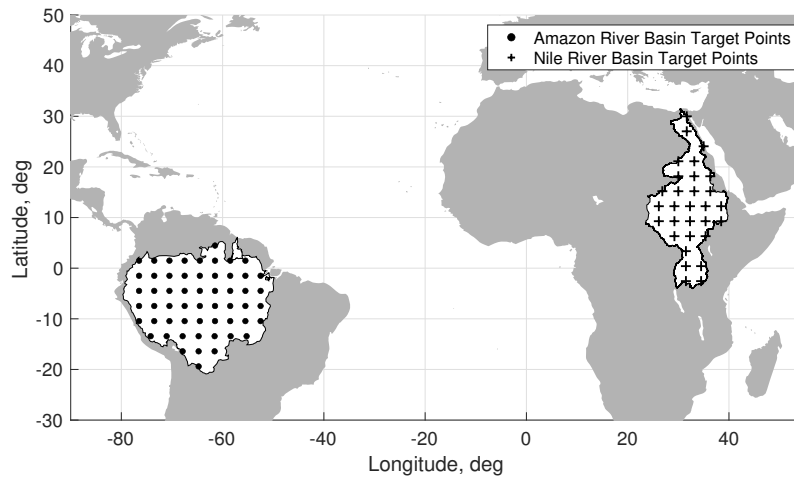 50
40
30
20
10
0
-10
-20
-30
Latitude, deg
Amazon River Basin Target Points
Nile River Basin Target Points
-80 -60 -40 -20 0 20 40
Longitude, deg